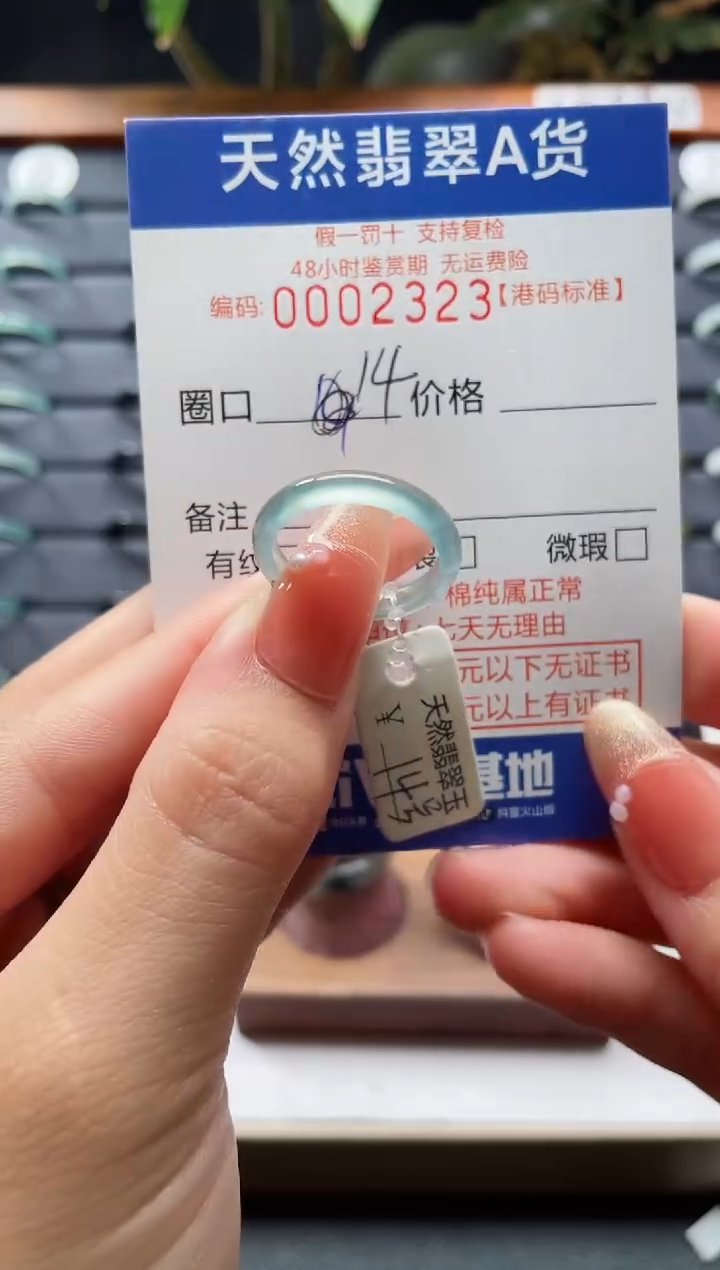 天然翡翠A货
假一罚十 支持复检
48小时鉴赏期 无运费险
编码: 0002323【港码标准】
圈口 14 价格
备注
有纹 裂 微瑕
棉纯属正常
七天无理由
元以下无证书
元以上有证书
基地
天然翡翠玉
¥